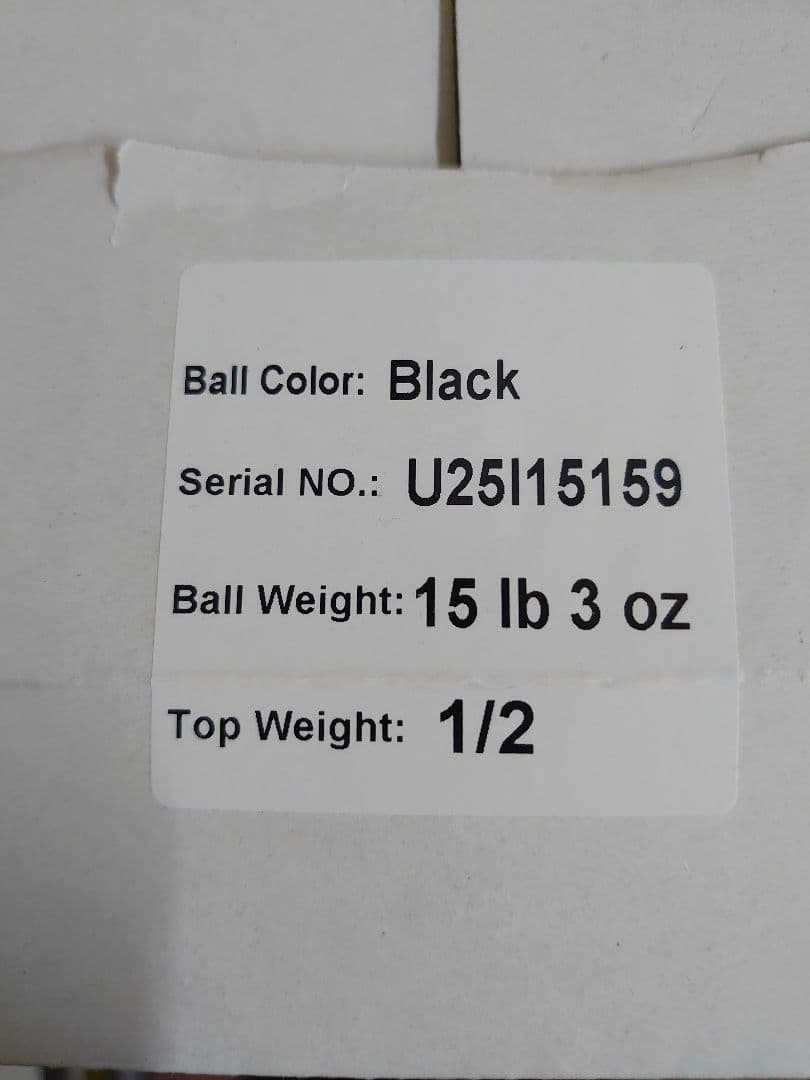 Ball Color: Black
Serial NO.: U25I15159
Ball Weight: 15 lb 3 oz
Top Weight: 1/2